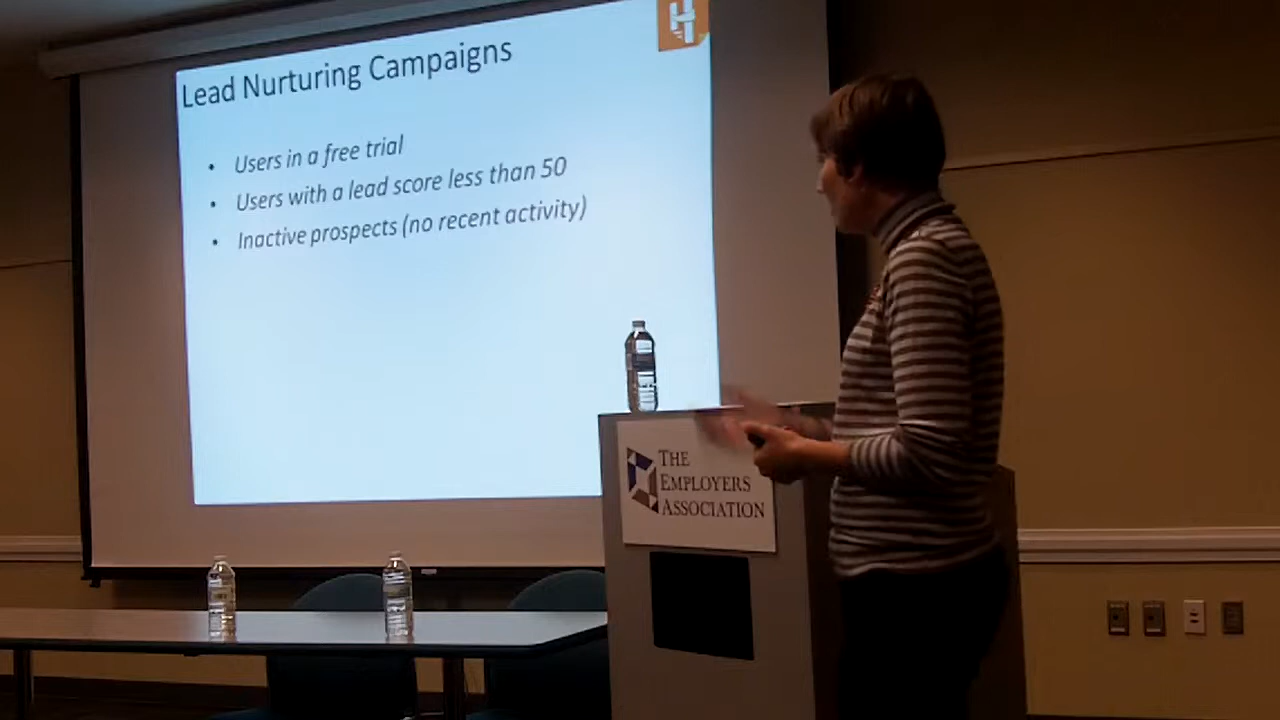 Lead Nurturing Campaigns
• Users in a free trial
• Users with a lead score less than 50
• Inactive prospects (no recent activity)
THE
EMPLOYERS
ASSOCIATION